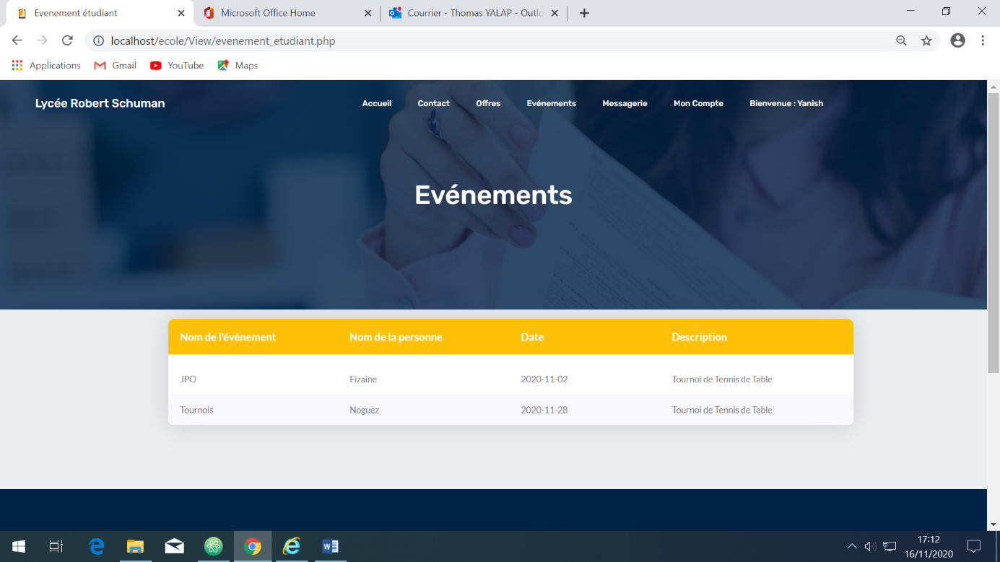 Evenement étudiant
Microsoft Office Home
Courrier - Thomas YALAP - Outlo
localhost/ecole/View/evenement_etudiant.php
Applications Gmail YouTube Maps
Lycée Robert Schuman Accueil Contact Offres Evénements Messagerie Mon Compte Bienvenue : Yanish
Evénements
Nom de l'évènement Nom de la personne Date Description
JPO Fizaine 2020-11-02 Tournoi de Tennis de Table
Tournois Noguez 2020-11-28 Tournoi de Tennis de Table
17:12
16/11/2020